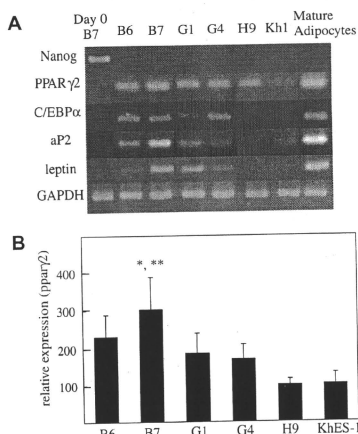 A
Day 0
B7 B6 B7 G1 G4 H9 Kh1 Mature Adipocytes
Nanog
PPARγ2
C/EBPα
aP2
leptin
GAPDH
B
relative expression (pparγ2)
400
300
200
100
*, **
B6 B7 G1 G4 H9 KhES-1